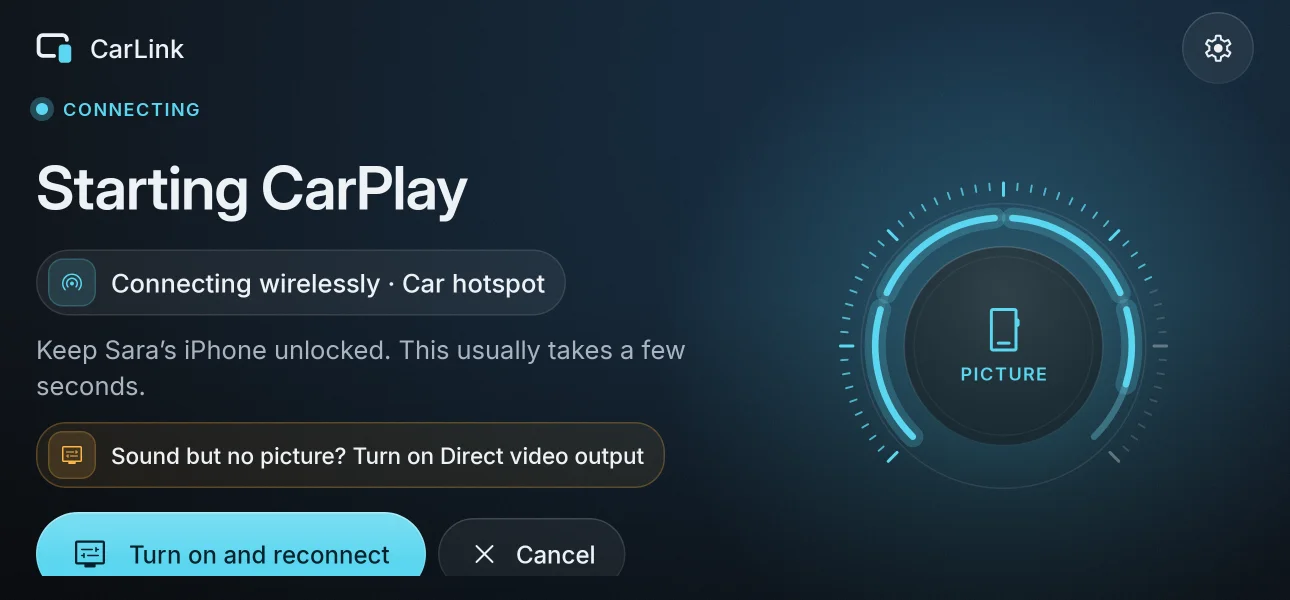 CarLink
CONNECTING
Starting CarPlay
Connecting wirelessly · Car hotspot
Keep Sara’s iPhone unlocked. This usually takes a few
seconds.
Sound but no picture? Turn on Direct video output
Turn on and reconnect
Cancel
PICTURE